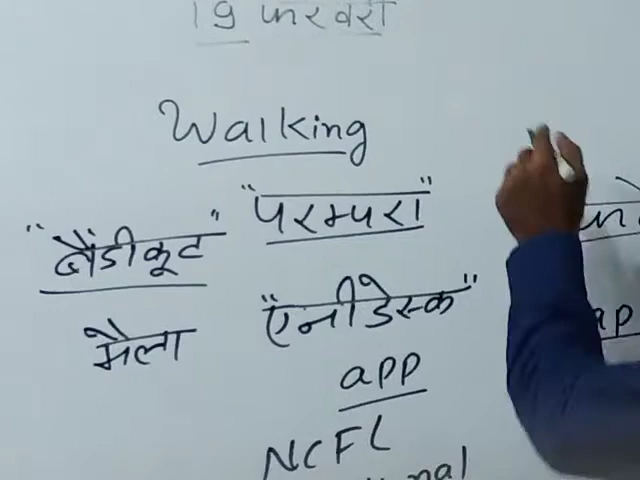 19 फरवरी
Walking
"परम्परा"
"बैंडीकूट"
"एनीडेस्क"
मैला
app
NCFL